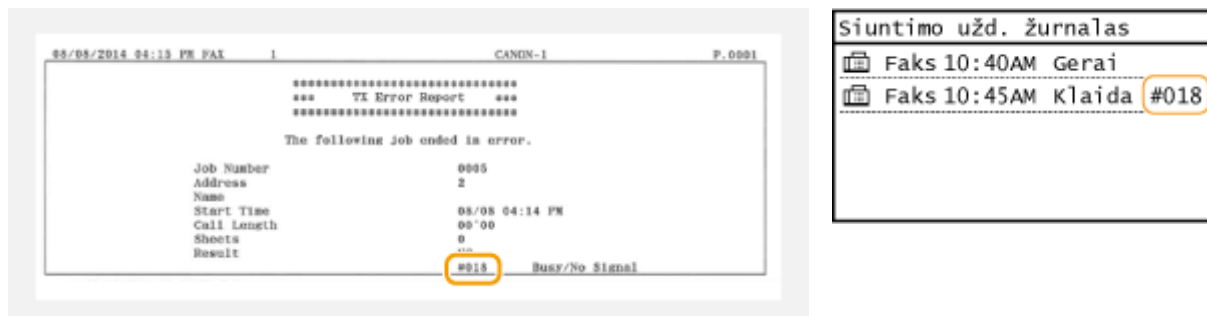 08/08/2014 04:15 PM FAX 1 CANON-1 P.0001
********************************
*** TX Error Report ***
********************************
The following job ended in error.
Job Number 0005
Address 2
Name
Start Time 08/08 04:14 PM
Call Length 00'00
Sheets 0
Result
#018 Busy/No Signal
Siuntimo užd. žurnalas
Faks 10:40AM Gerai
Faks 10:45AM Klaida #018